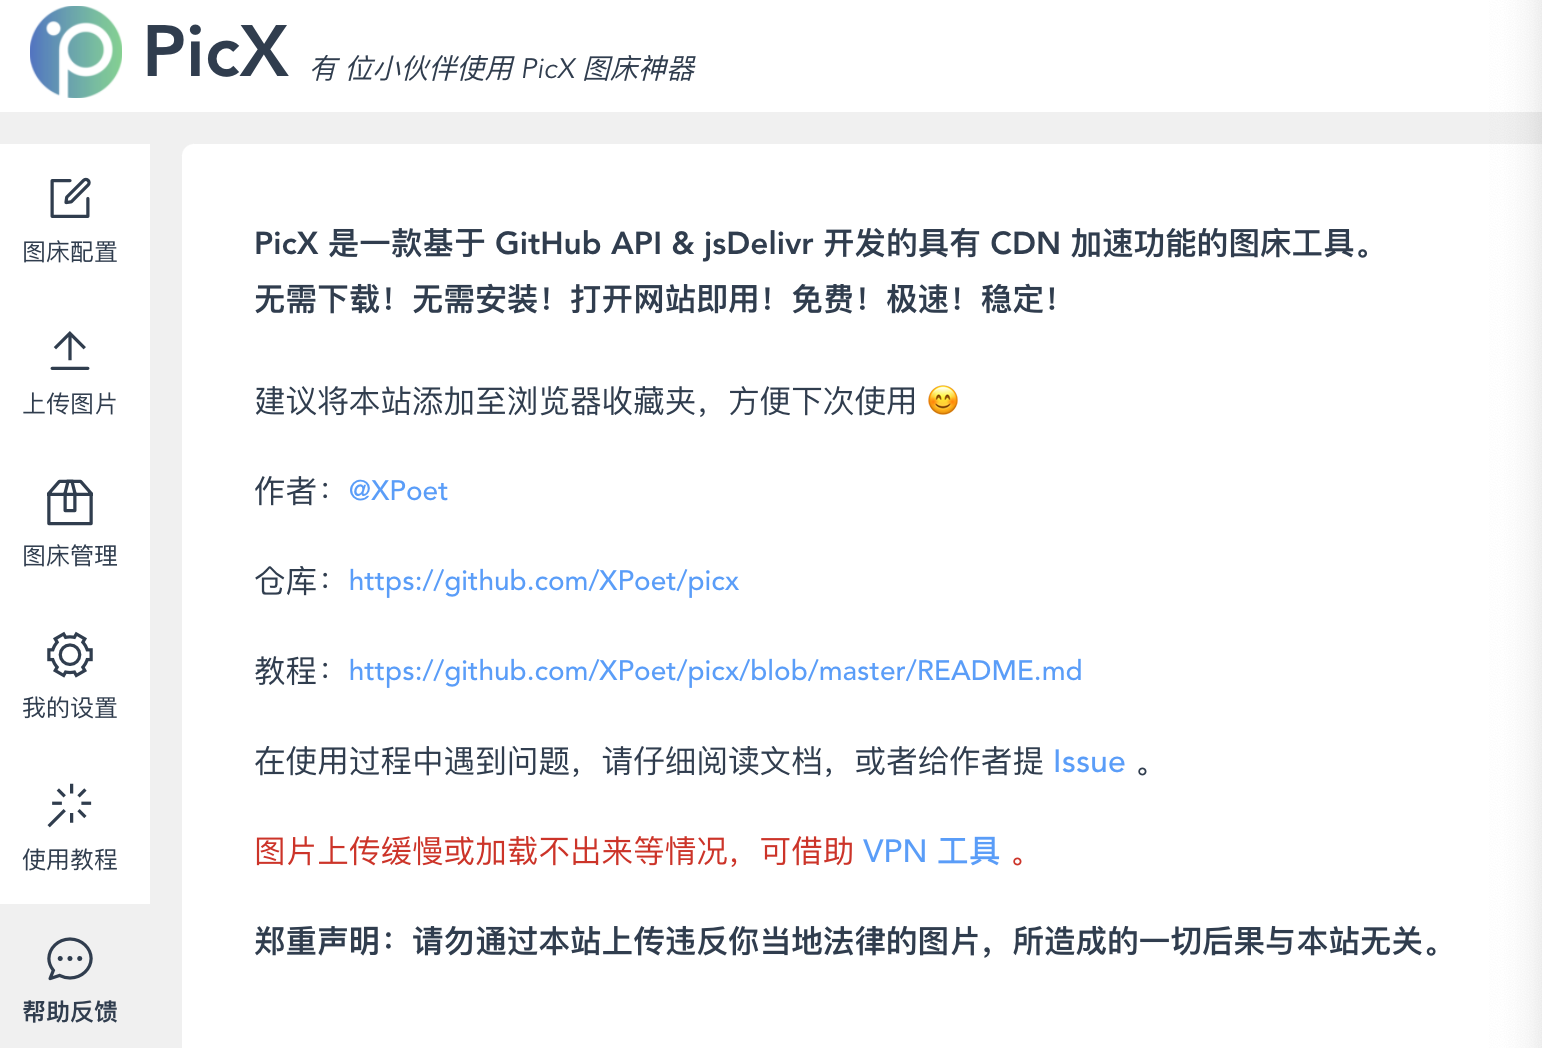 PicX 有 位小伙伴使用 PicX 图床神器
图床配置
上传图片
图床管理
我的设置
使用教程
帮助反馈
PicX 是一款基于 GitHub API & jsDelivr 开发的具有 CDN 加速功能的图床工具。
无需下载！无需安装！打开网站即用！免费！极速！稳定！
建议将本站添加至浏览器收藏夹，方便下次使用 😊
作者：@XPoet
仓库：https://github.com/XPoet/picx
教程：https://github.com/XPoet/picx/blob/master/README.md
在使用过程中遇到问题，请仔细阅读文档，或者给作者提 Issue 。
图片上传缓慢或加载不出来等情况，可借助 VPN 工具 。
郑重声明：请勿通过本站上传违反你当地法律的图片，所造成的一切后果与本站无关。